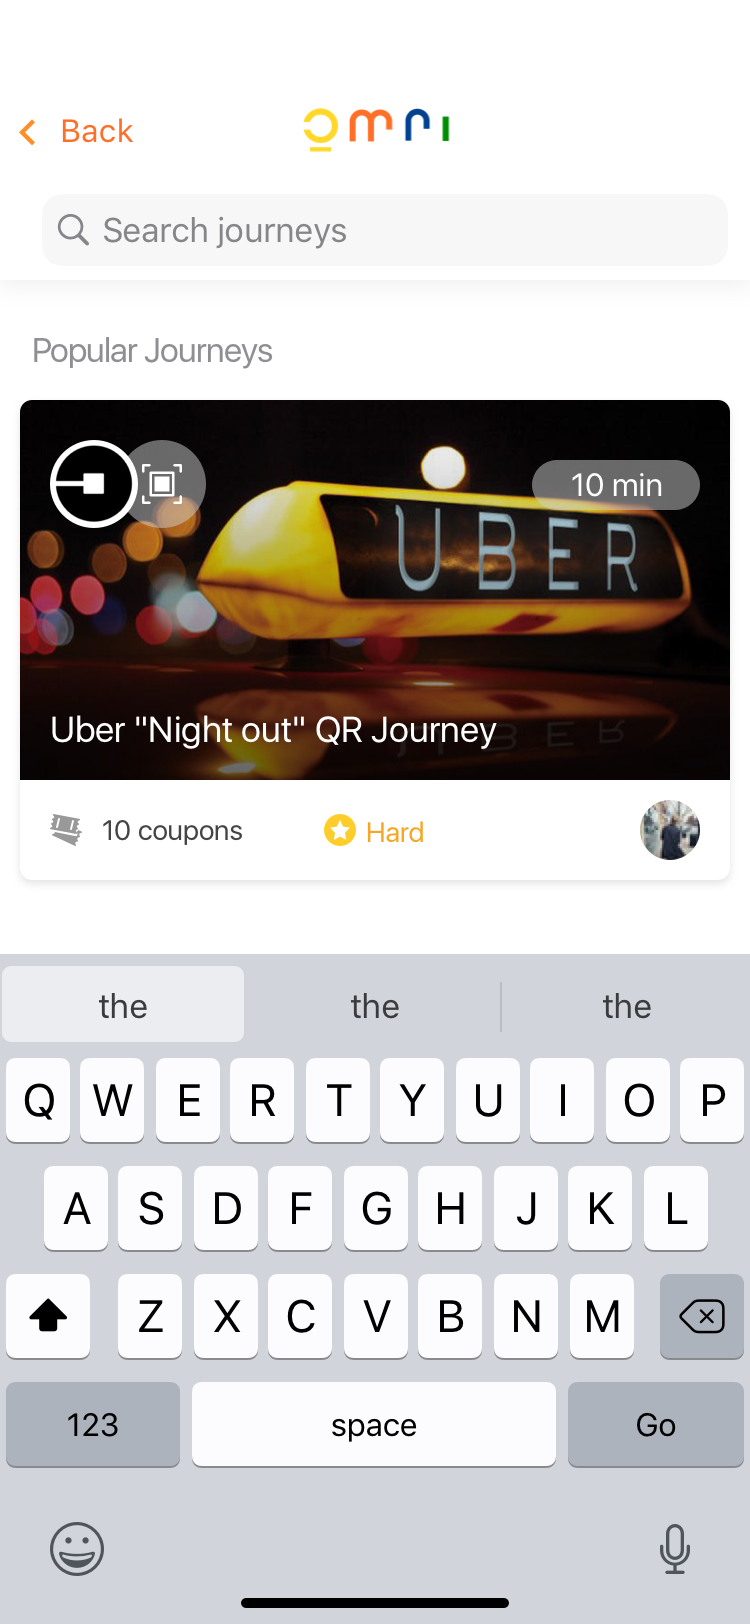 Back
omri
Search journeys
Popular Journeys
10 min
UBER
Uber "Night out" QR Journey
10 coupons
Hard
the the the
Q W E R T Y U I O P
A S D F G H J K L
Z X C V B N M
123 space Go